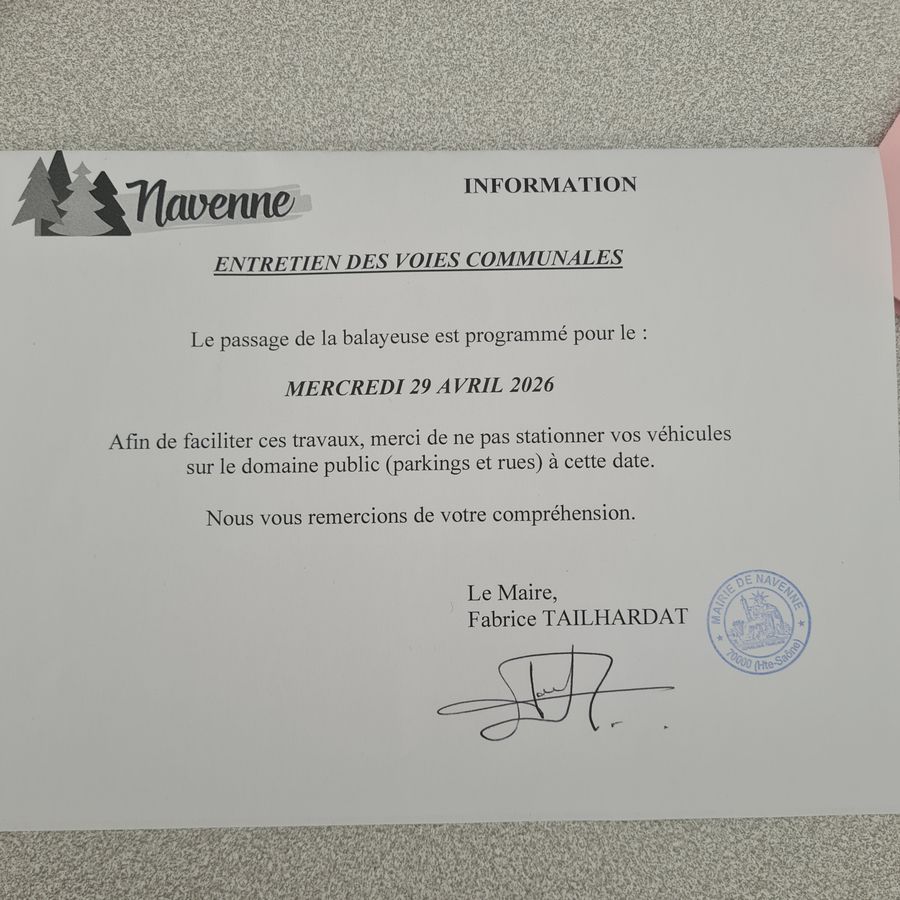 Navenne
INFORMATION
ENTRETIEN DES VOIES COMMUNALES
Le passage de la balayeuse est programmé pour le :
MERCREDI 29 AVRIL 2026
Afin de faciliter ces travaux, merci de ne pas stationner vos véhicules
sur le domaine public (parkings et rues) à cette date.
Nous vous remercions de votre compréhension.
Le Maire,
Fabrice TAILHARDAT
MAIRIE DE NAVENNE
70000 (Hte-Saône)